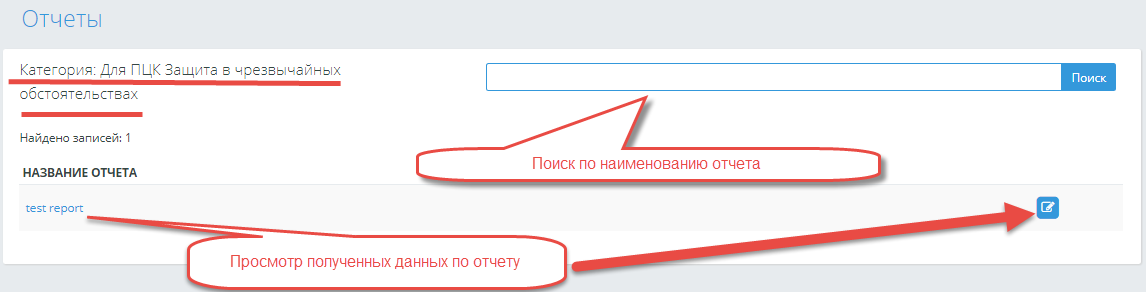 Отчеты
Категория: Для ПЦК Защита в чрезвычайных
обстоятельствах
Поиск
Найдено записей: 1
Поиск по наименованию отчета
НАЗВАНИЕ ОТЧЕТА
test report
Просмотр полученных данных по отчету